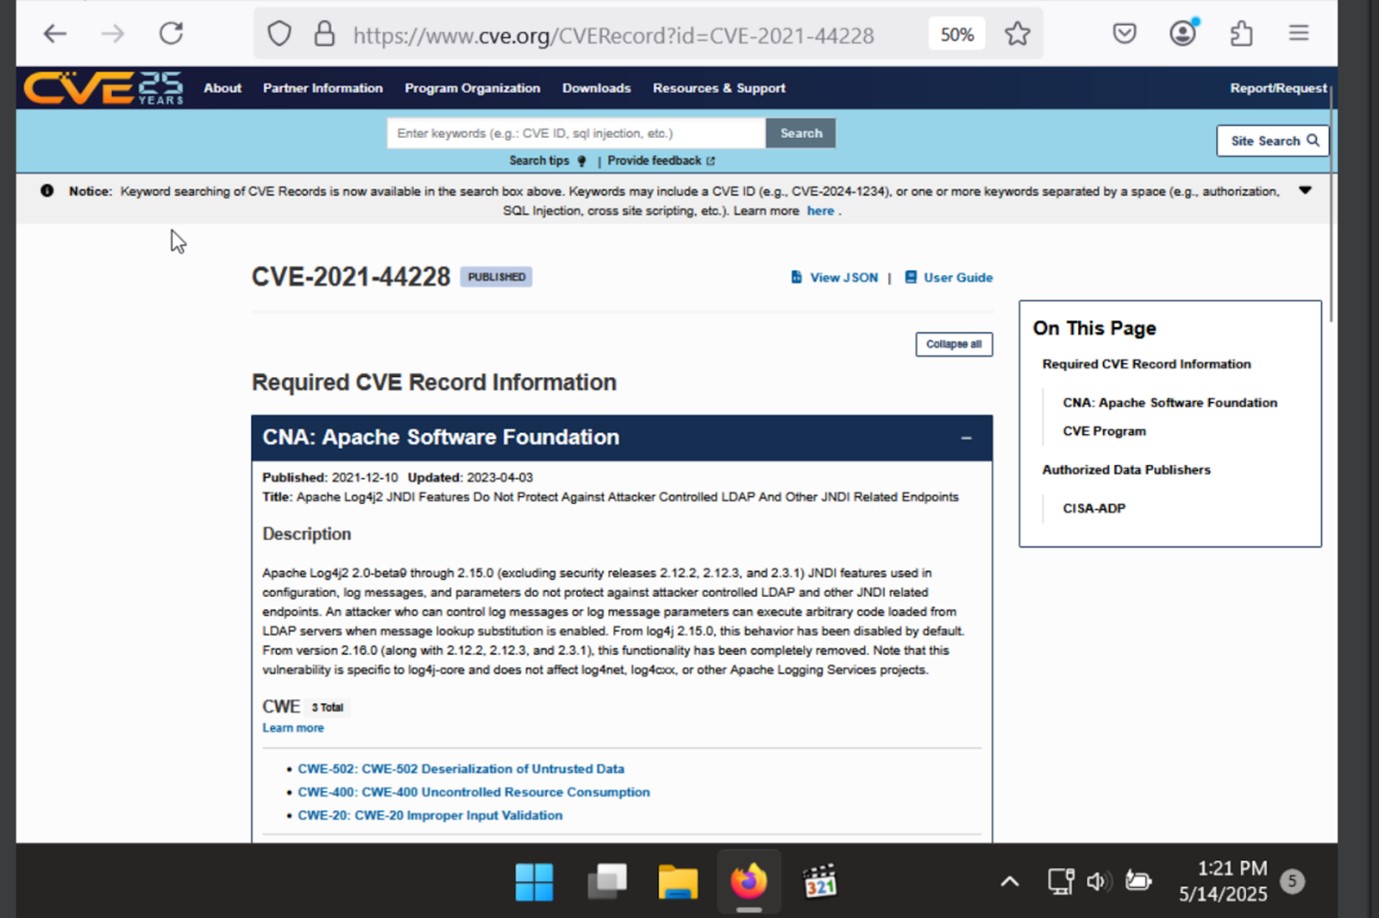 https://www.cve.org/CVERecord?id=CVE-2021-44228 50%
CVE 25 YEARS About Partner Information Program Organization Downloads Resources & Support Report/Request
Enter keywords (e.g.: CVE ID, sql injection, etc.) Search
Site Search
Search tips | Provide feedback
Notice: Keyword searching of CVE Records is now available in the search box above. Keywords may include a CVE ID (e.g., CVE-2024-1234), or one or more keywords separated by a space (e.g., authorization,
SQL Injection, cross site scripting, etc.). Learn more here .
CVE-2021-44228 PUBLISHED
View JSON | User Guide
Collapse all
Required CVE Record Information
CNA: Apache Software Foundation
Published: 2021-12-10 Updated: 2023-04-03
Title: Apache Log4j2 JNDI Features Do Not Protect Against Attacker Controlled LDAP And Other JNDI Related Endpoints
Description
Apache Log4j2 2.0-beta9 through 2.15.0 (excluding security releases 2.12.2, 2.12.3, and 2.3.1) JNDI features used in
configuration, log messages, and parameters do not protect against attacker controlled LDAP and other JNDI related
endpoints. An attacker who can control log messages or log message parameters can execute arbitrary code loaded from
LDAP servers when message lookup substitution is enabled. From log4j 2.15.0, this behavior has been disabled by default.
From version 2.16.0 (along with 2.12.2, 2.12.3, and 2.3.1), this functionality has been completely removed. Note that this
vulnerability is specific to log4j-core and does not affect log4net, log4cxx, or other Apache Logging Services projects.
CWE 3 Total
Learn more
• CWE-502: CWE-502 Deserialization of Untrusted Data
• CWE-400: CWE-400 Uncontrolled Resource Consumption
• CWE-20: CWE-20 Improper Input Validation
On This Page
Required CVE Record Information
CNA: Apache Software Foundation
CVE Program
Authorized Data Publishers
CISA-ADP
321
1:21 PM
5/14/2025
5